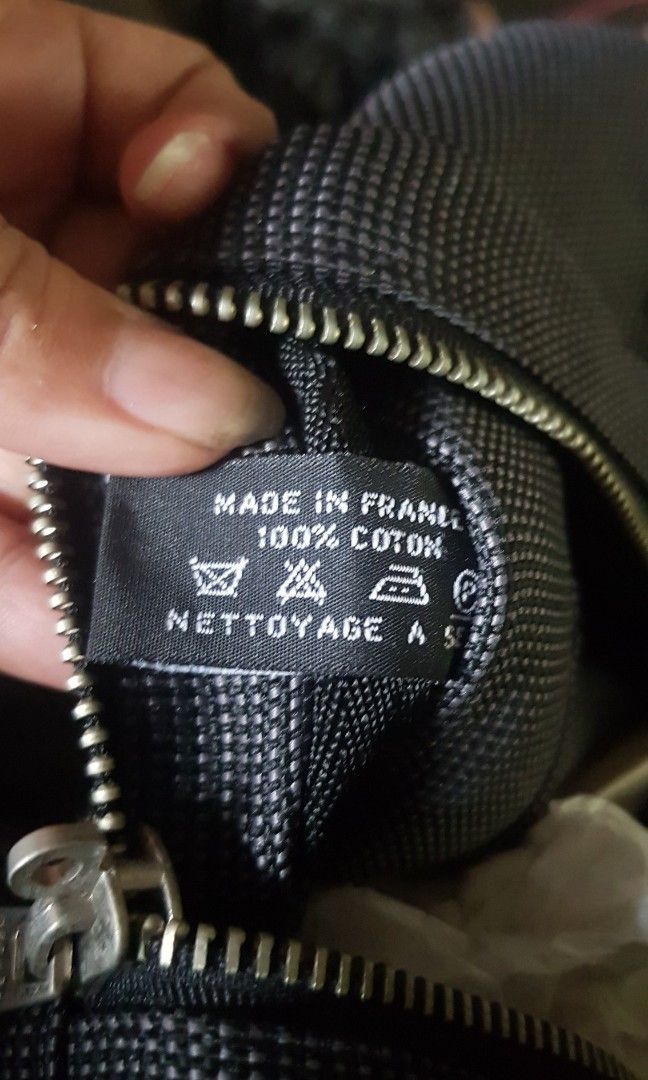 MADE IN FRANCE
100% COTON
P
NETTOYAGE A